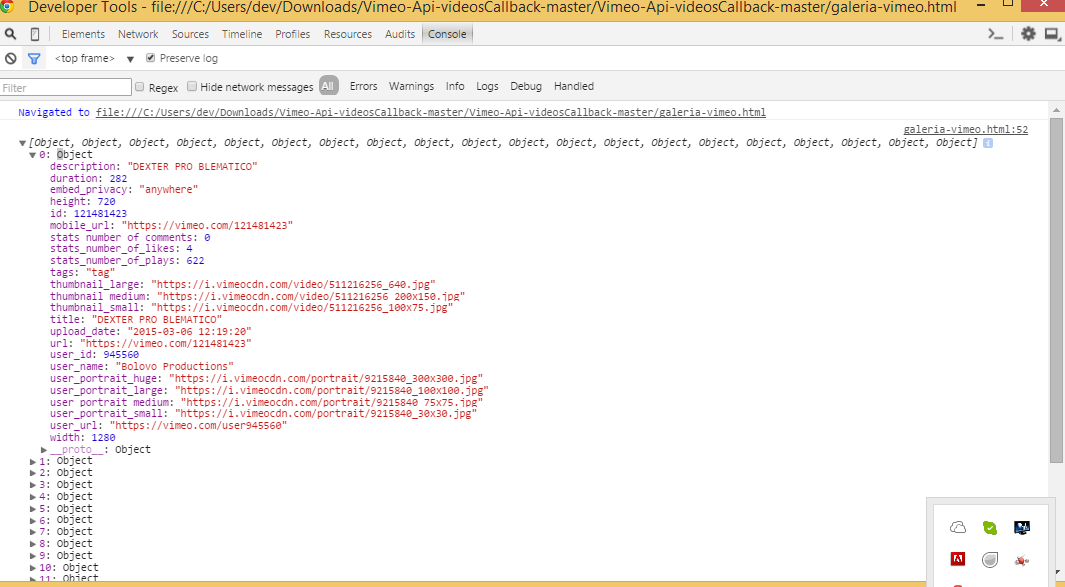 Developer Tools - file:///C:/Users/dev/Downloads/Vimeo-Api-videosCallback-master/Vimeo-Api-videosCallback-master/galeria-vimeo.html
Elements Network Sources Timeline Profiles Resources Audits Console
<top frame> ▼ Preserve log
Filter Regex Hide network messages All Errors Warnings Info Logs Debug Handled
Navigated to file:///C:/Users/dev/Downloads/Vimeo-Api-videosCallback-master/Vimeo-Api-videosCallback-master/galeria-vimeo.html
galeria-vimeo.html:52
▼[Object, Object, Object, Object, Object, Object, Object, Object, Object, Object, Object, Object, Object, Object, Object, Object, Object, Object, Object, Object]
▼0: Object
description: "DEXTER PRO BLEMATICO"
duration: 282
embed_privacy: "anywhere"
height: 720
id: 121481423
mobile_url: "https://vimeo.com/121481423"
stats_number_of_comments: 0
stats_number_of_likes: 4
stats_number_of_plays: 622
tags: "tag"
thumbnail_large: "https://i.vimeocdn.com/video/511216256_640.jpg"
thumbnail_medium: "https://i.vimeocdn.com/video/511216256_200x150.jpg"
thumbnail_small: "https://i.vimeocdn.com/video/511216256_100x75.jpg"
title: "DEXTER PRO BLEMATICO"
upload_date: "2015-03-06 12:19:20"
url: "https://vimeo.com/121481423"
user_id: 945560
user_name: "Bolovo Productions"
user_portrait_huge: "https://i.vimeocdn.com/portrait/9215840_300x300.jpg"
user_portrait_large: "https://i.vimeocdn.com/portrait/9215840_100x100.jpg"
user_portrait_medium: "https://i.vimeocdn.com/portrait/9215840_75x75.jpg"
user_portrait_small: "https://i.vimeocdn.com/portrait/9215840_30x30.jpg"
user_url: "https://vimeo.com/user945560"
width: 1280
▶__proto__: Object
▶1: Object
▶2: Object
▶3: Object
▶4: Object
▶5: Object
▶6: Object
▶7: Object
▶8: Object
▶9: Object
▶10: Object
▶11: Object